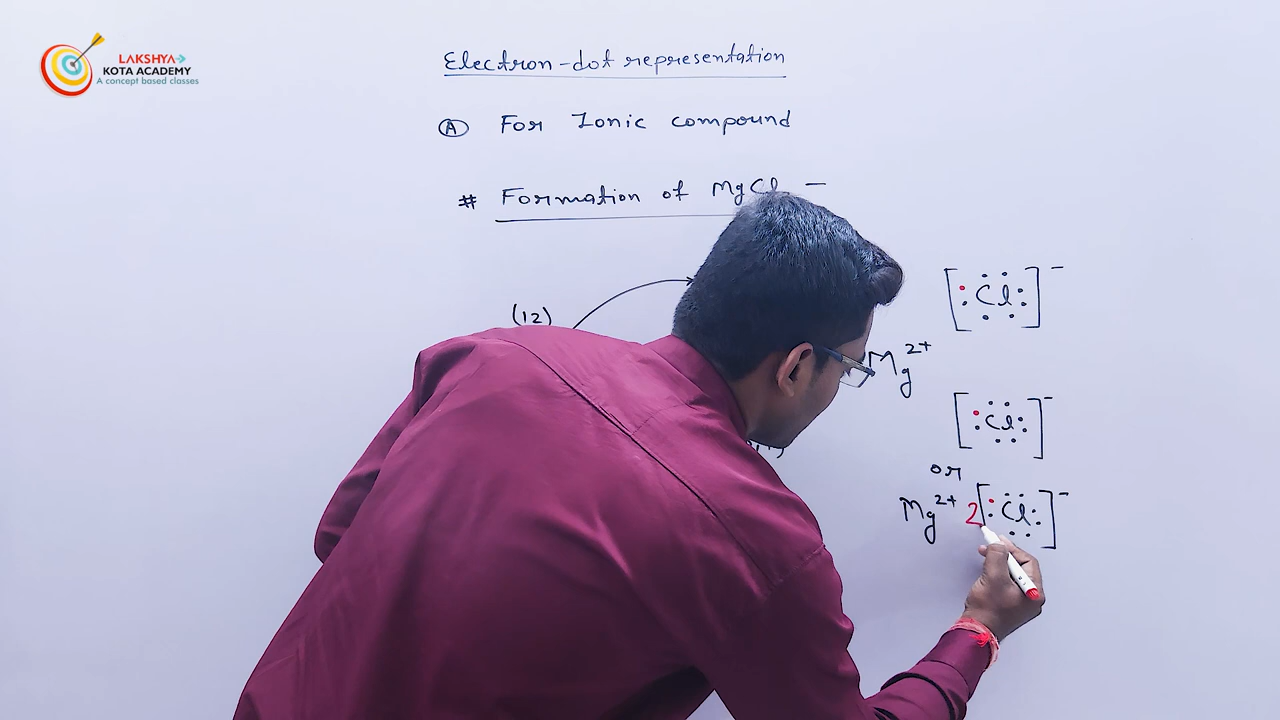 LAKSHYA
KOTA ACADEMY
A concept based classes
Electron-dot representation
(A) For Ionic compound
# Formation of MgCl –
(12)
[:Cl:]⁻
Mg²⁺
[:Cl:]⁻
or
Mg²⁺ 2[:Cl:]⁻